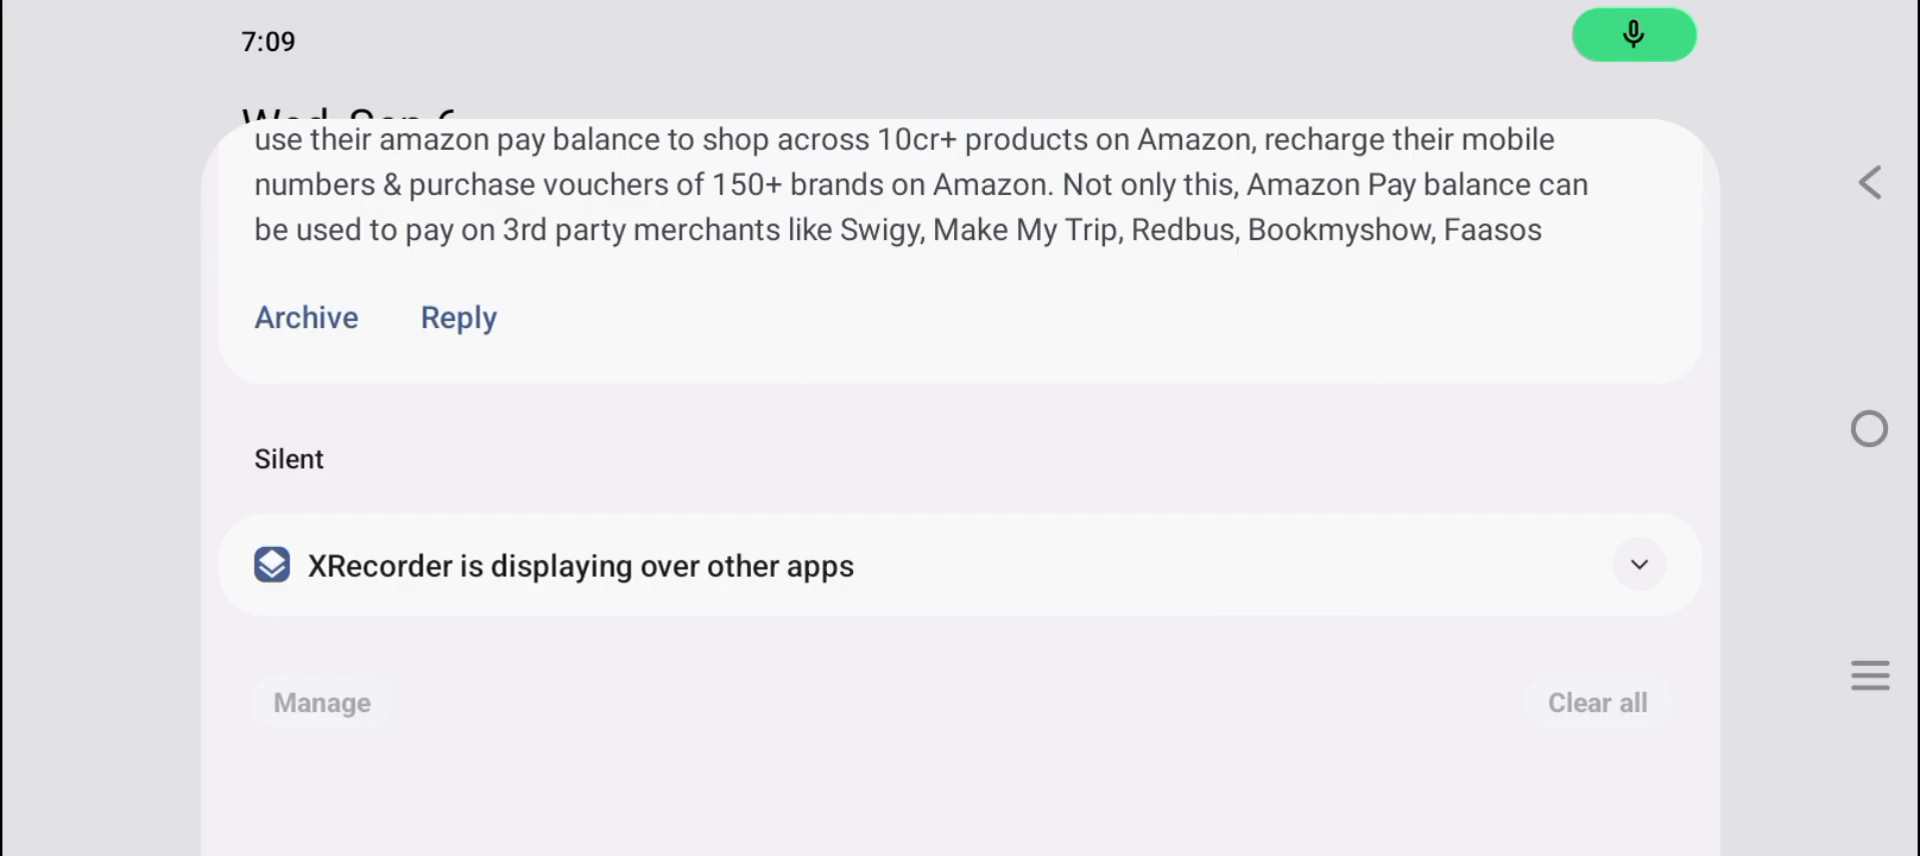 7:09
Wed, Sep 6
use their amazon pay balance to shop across 10cr+ products on Amazon, recharge their mobile
numbers & purchase vouchers of 150+ brands on Amazon. Not only this, Amazon Pay balance can
be used to pay on 3rd party merchants like Swigy, Make My Trip, Redbus, Bookmyshow, Faasos
Archive Reply
Silent
XRecorder is displaying over other apps
Manage Clear all